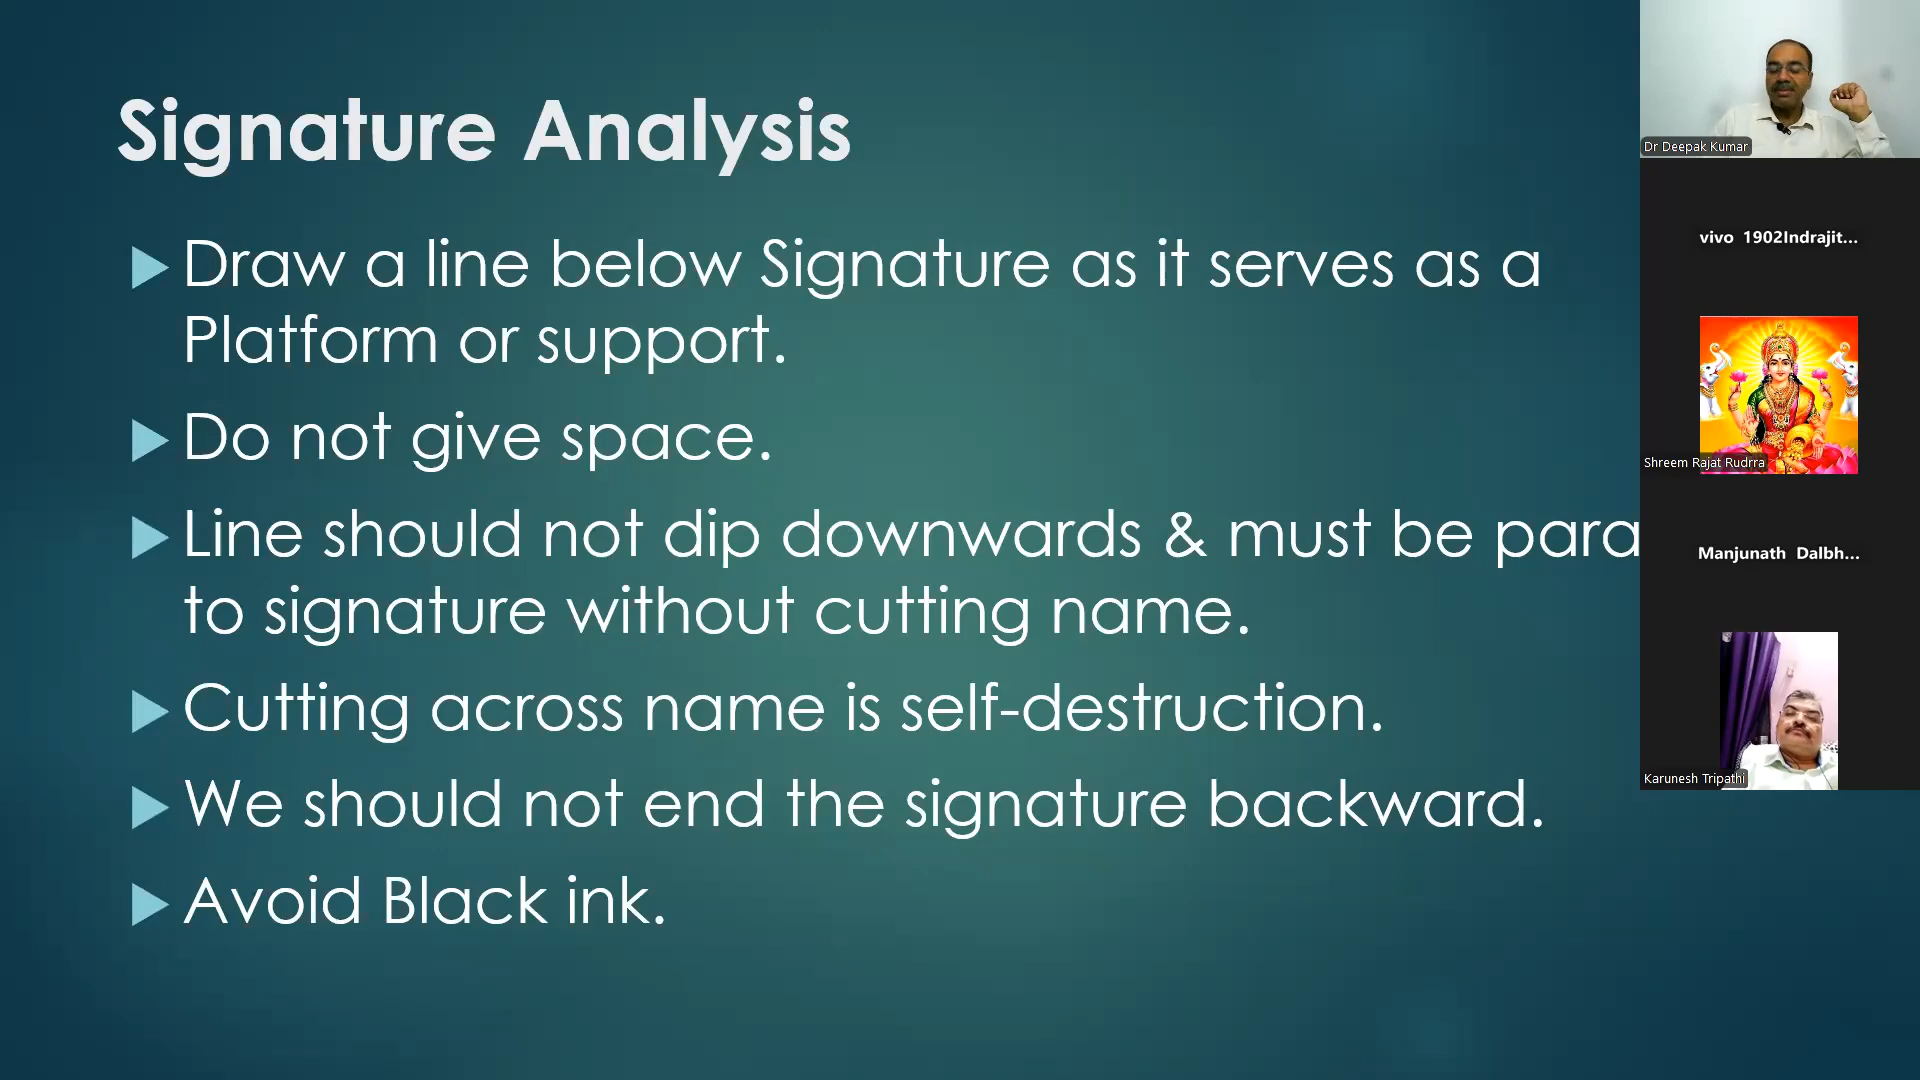 Signature Analysis
Draw a line below Signature as it serves as a
Platform or support.
Do not give space.
Line should not dip downwards & must be para
to signature without cutting name.
Cutting across name is self-destruction.
We should not end the signature backward.
Avoid Black ink.
Dr Deepak Kumar
vivo 1902Indrajit...
Shreem Rajat Rudrra
Manjunath Dalbh...
Karunesh Tripathi